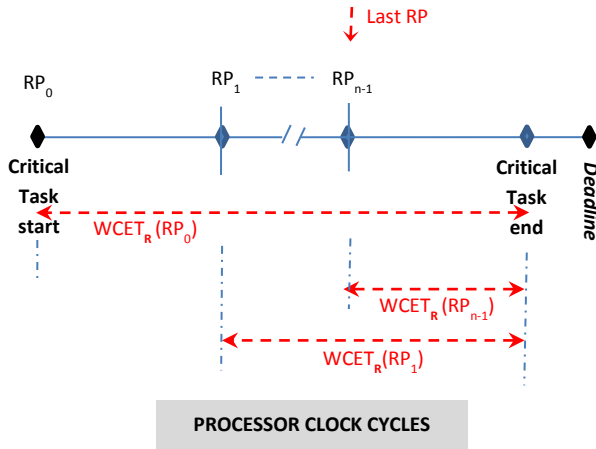 Last RP
RP0 RP1 RPn-1
Critical Task start
Critical Task end
Deadline
WCETR(RP0)
WCETR(RPn-1)
WCETR(RP1)
PROCESSOR CLOCK CYCLES